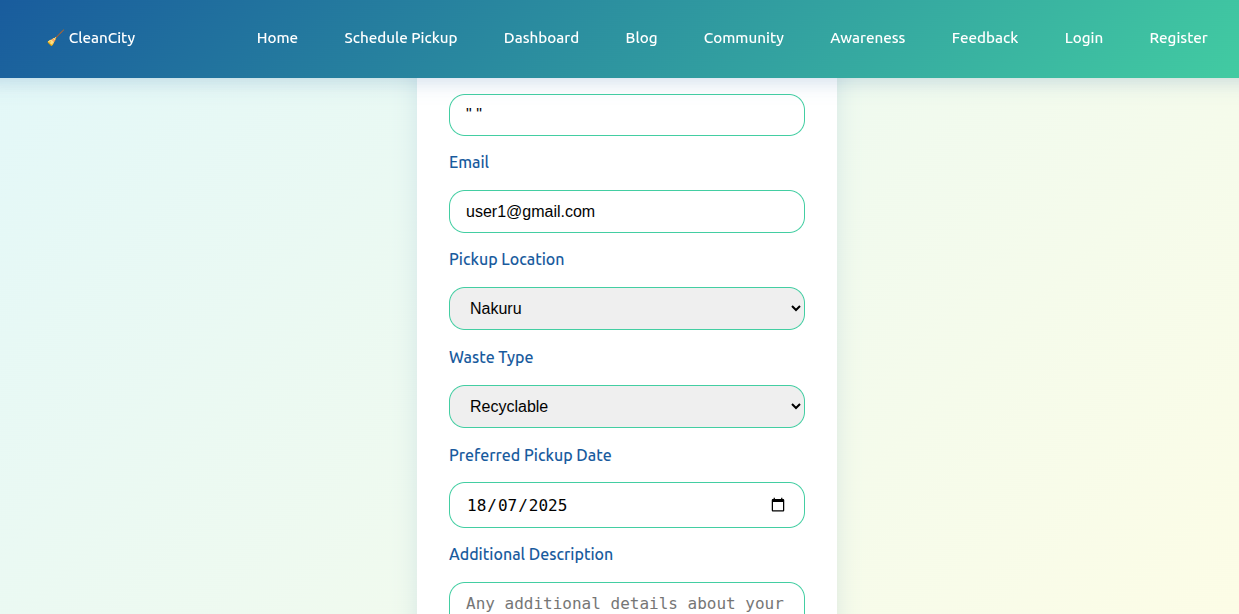 CleanCity Home Schedule Pickup Dashboard Blog Community Awareness Feedback Login Register
" "
Email
user1@gmail.com
Pickup Location
Nakuru
Waste Type
Recyclable
Preferred Pickup Date
18/07/2025
Additional Description
Any additional details about your